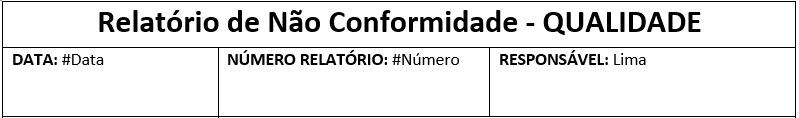 Relatório de Não Conformidade - QUALIDADE
DATA: #Data NÚMERO RELATÓRIO: #Número RESPONSÁVEL: Lima